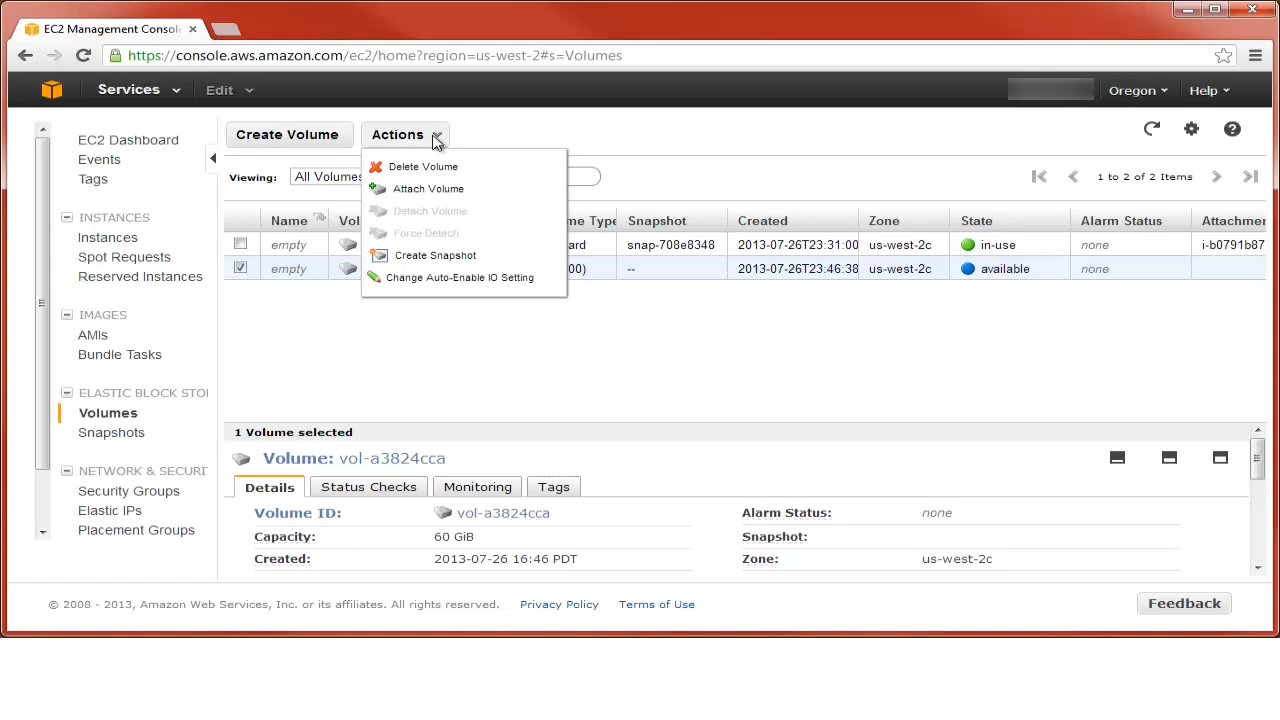 EC2 Management Consol
https://console.aws.amazon.com/ec2/home?region=us-west-2#s=Volumes
Services Edit Oregon Help
EC2 Dashboard
Events
Tags
INSTANCES
Instances
Spot Requests
Reserved Instances
IMAGES
AMIs
Bundle Tasks
ELASTIC BLOCK STO
Volumes
Snapshots
NETWORK & SECURIT
Security Groups
Elastic IPs
Placement Groups
Create Volume Actions
Delete Volume
Attach Volume
Detach Volume
Force Detach
Create Snapshot
Change Auto-Enable IO Setting
Viewing: All Volumes 1 to 2 of 2 Items
Name Vol me Type Snapshot Created Zone State Alarm Status Attachmen
empty ard snap-708e8348 2013-07-26T23:31:00 us-west-2c in-use none i-b0791b87
empty 00) -- 2013-07-26T23:46:38 us-west-2c available none
1 Volume selected
Volume: vol-a3824cca
Details Status Checks Monitoring Tags
Volume ID: vol-a3824cca Alarm Status: none
Capacity: 60 GiB Snapshot:
Created: 2013-07-26 16:46 PDT Zone: us-west-2c
© 2008 - 2013, Amazon Web Services, Inc. or its affiliates. All rights reserved. Privacy Policy Terms of Use Feedback